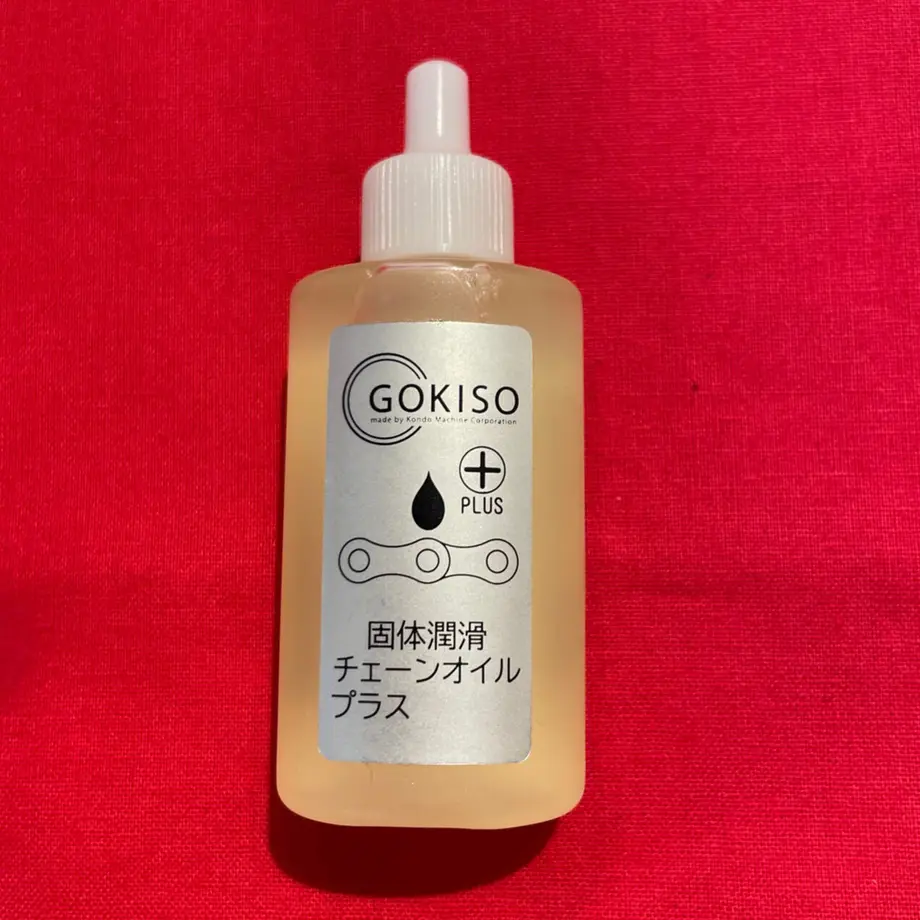 GOKISO
made by Kondo Machine Corporation
PLUS
固体潤滑
チェーンオイル
プラス